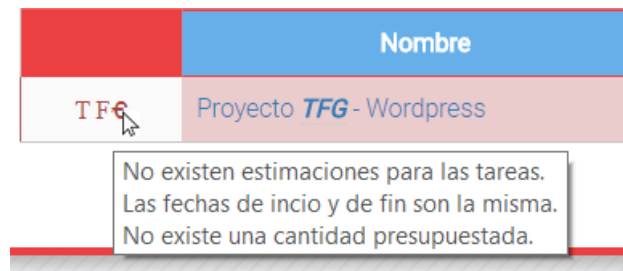 Nombre
TF€ Proyecto TFG - Wordpress
No existen estimaciones para las tareas.
Las fechas de incio y de fin son la misma.
No existe una cantidad presupuestada.